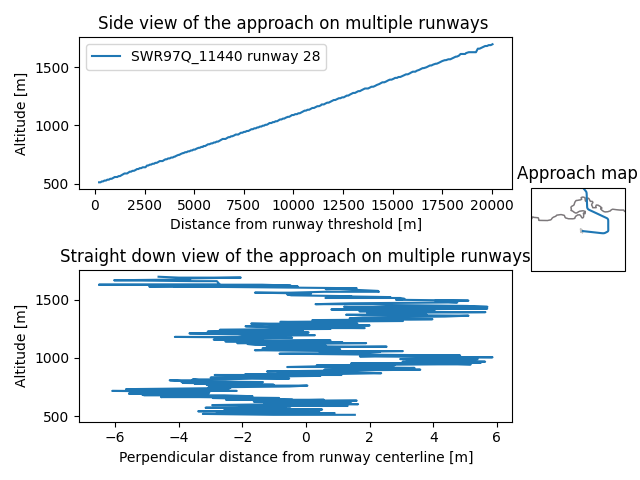 Side view of the approach on multiple runways
SWR97Q_11440 runway 28
Altitude [m]
1500
1000
500
0 2500 5000 7500 10000 12500 15000 17500 20000
Distance from runway threshold [m]
Approach map
Straight down view of the approach on multiple runways
Altitude [m]
1500
1000
500
−6 −4 −2 0 2 4 6
Perpendicular distance from runway centerline [m]